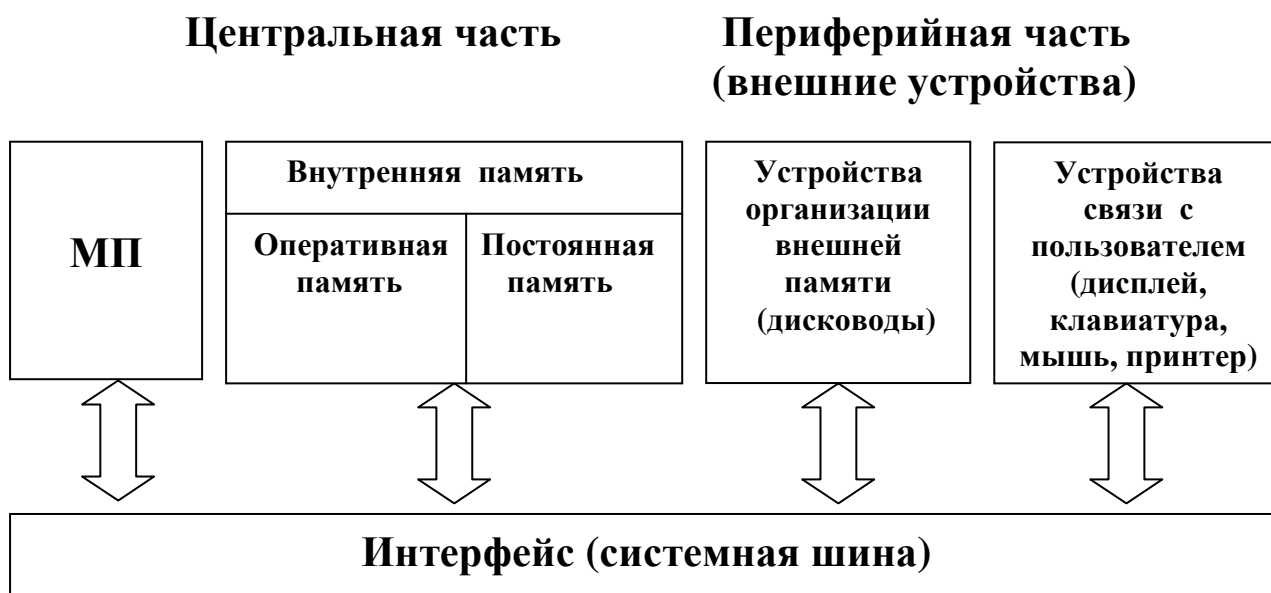 Центральная часть
Периферийная часть
(внешние устройства)
МП
Внутренняя память
Оперативная
память
Постоянная
память
Устройства
организации
внешней
памяти
(дисководы)
Устройства
связи с
пользователем
(дисплей,
клавиатура,
мышь, принтер)
Интерфейс (системная шина)